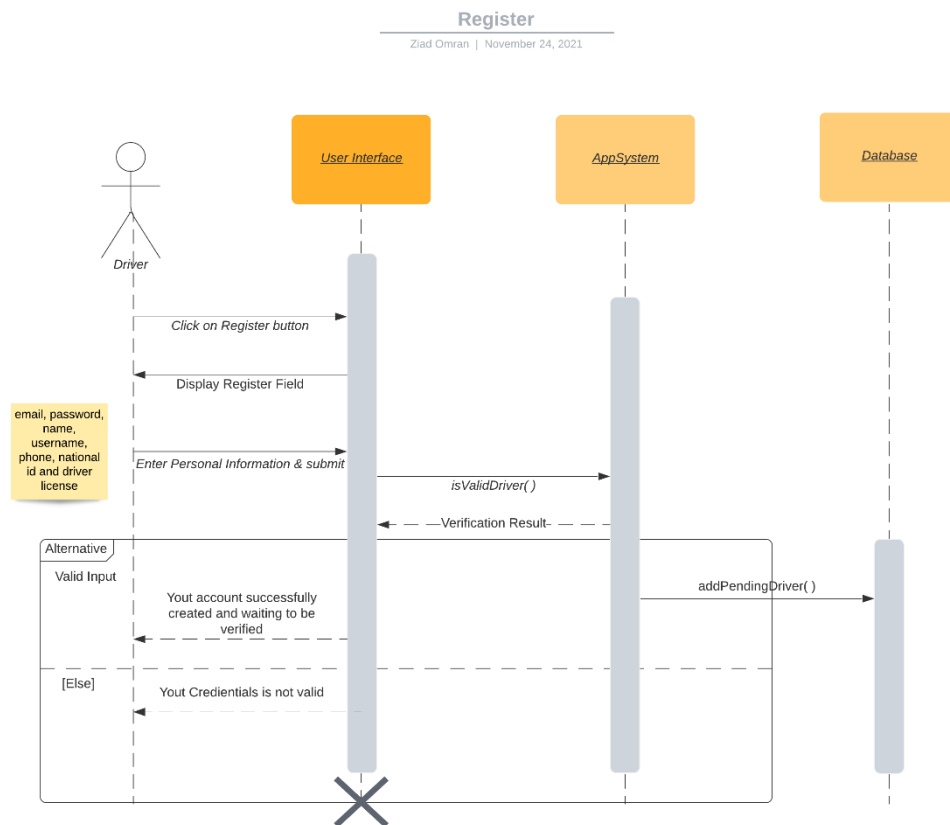 Register
Ziad Omran | November 24, 2021
User Interface
AppSystem
Database
Driver
Click on Register button
Display Register Field
email, password,
name,
username,
phone, national
id and driver
license
Enter Personal Information & submit
isValidDriver( )
Verification Result
Alternative
Valid Input
addPendingDriver( )
Yout account successfully
created and waiting to be
verified
[Else]
Yout Credientials is not valid